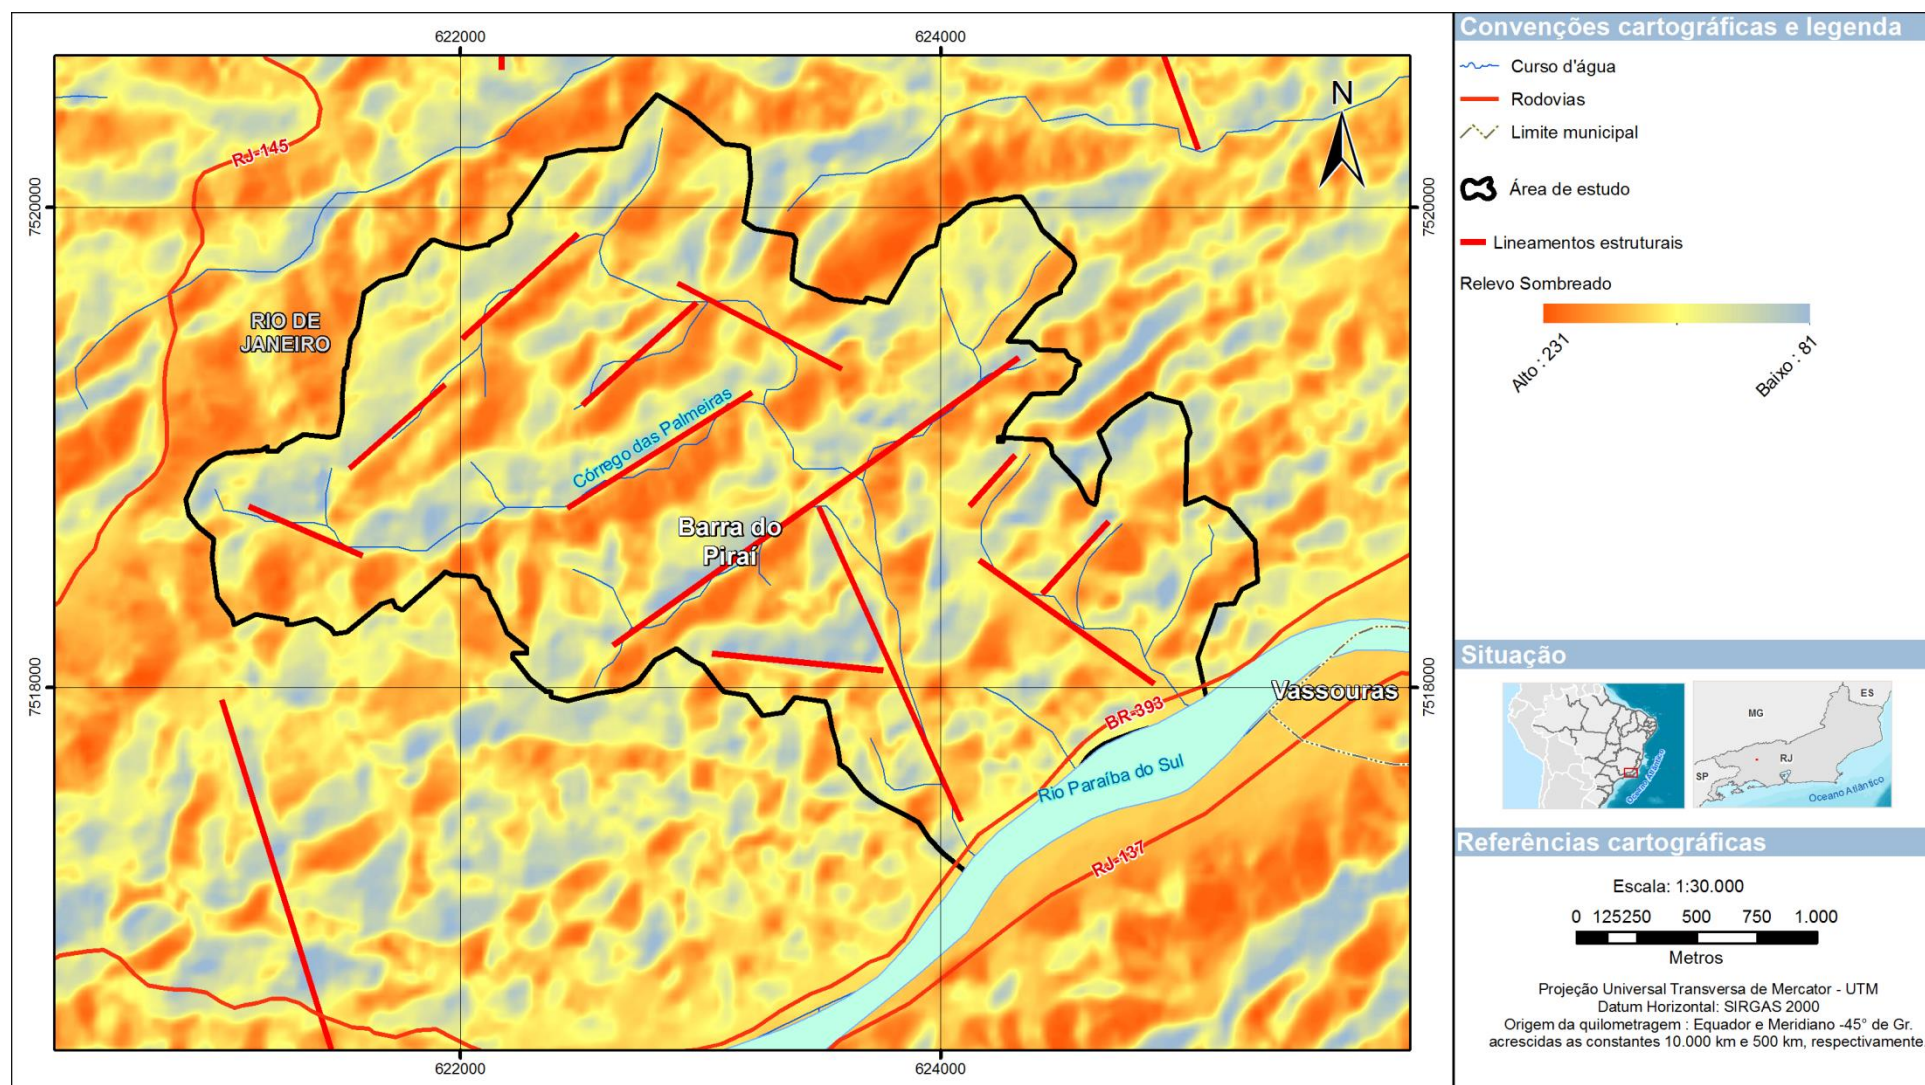 622000
624000
7520000
7518000
7520000
7518000
622000
624000
RJ-145
RIO DE
JANEIRO
Córrego das Palmeiras
Barra do
Piraí
Vassouras
BR-393
Rio Paraíba do Sul
RJ-137
N
Convenções cartográficas e legenda
Curso d'água
Rodovias
Limite municipal
Área de estudo
Lineamentos estruturais
Relevo Sombreado
Alto : 231
Baixo : 81
Situação
Oceano Atlântico
MG
ES
RJ
SP
Oceano Atlântico
Referências cartográficas
Escala: 1:30.000
0 125250 500 750 1.000
Metros
Projeção Universal Transversa de Mercator - UTM
Datum Horizontal: SIRGAS 2000
Origem da quilometragem : Equador e Meridiano -45° de Gr.
acrescidas as constantes 10.000 km e 500 km, respectivamente.